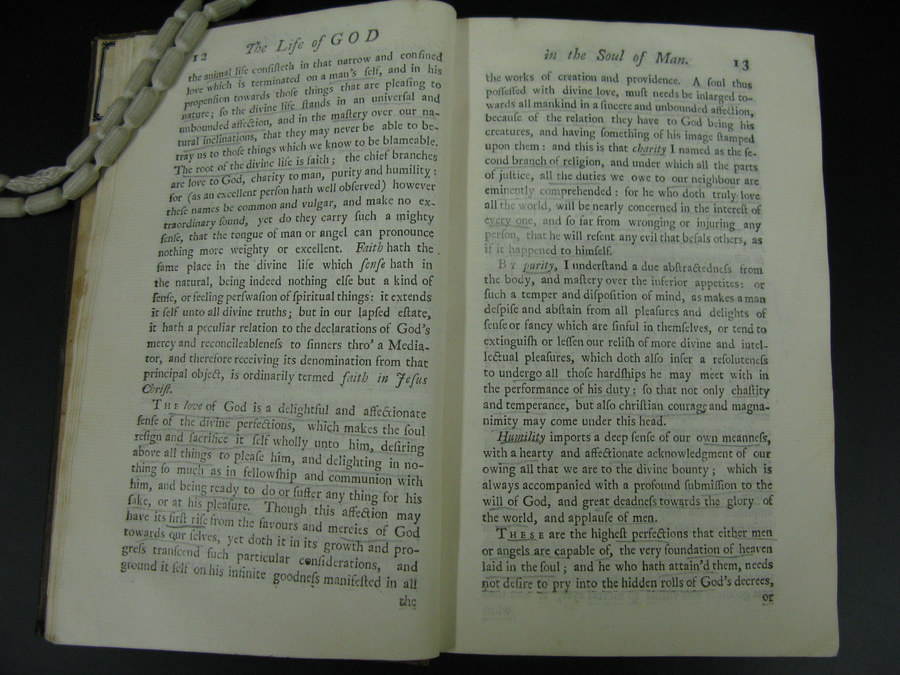 12 The Life of GOD
the animal life conſiſteth in that narrow and confined
love which is terminated on a man's ſelf, and in his
propenſion towards thoſe things that are pleaſing to
nature; ſo the divine life ſtands in an univerſal and
unbounded affection, and in the maſtery over our na-
tural inclinations, that they may never be able to be-
tray us to thoſe things which we know to be blameable.
The root of the divine life is faith; the chief branches
are love to God, charity to man, purity and humility:
for (as an excellent perſon hath well obſerved) however
theſe names be common and vulgar, and make no ex-
traordinary ſound, yet do they carry ſuch a mighty
ſenſe, that the tongue of man or angel can pronounce
nothing more weighty or excellent. Faith hath the
ſame place in the divine life which ſenſe hath in
the natural, being indeed nothing elſe but a kind of
ſenſe, or feeling perſwaſion of ſpiritual things: it extends
it ſelf unto all divine truths; but in our lapſed eſtate,
it hath a peculiar relation to the declarations of God's
mercy and reconcileableneſs to ſinners thro' a Media-
tor, and therefore receiving its denomination from that
principal object, is ordinarily termed faith in Jeſus
Chriſt.
THE love of God is a delightful and affectionate
ſenſe of the divine perfections, which makes the ſoul
reſign and ſacrifice it ſelf wholly unto him, deſiring
above all things to pleaſe him, and delighting in no-
thing ſo much as in fellowſhip and communion with
him, and being ready to do or ſuffer any thing for his
ſake, or at his pleaſure. Though this affection may
have its firſt riſe from the favours and mercies of God
towards our ſelves, yet doth it in its growth and pro-
greſs tranſcend ſuch particular conſiderations, and
ground it ſelf on his infinite goodneſs manifeſted in all
the
in the Soul of Man. 13
the works of creation and providence. A ſoul thus
poſſeſſed with divine love, muſt needs be inlarged to-
wards all mankind in a ſincere and unbounded affection,
becauſe of the relation they have to God being his
creatures, and having ſomething of his image ſtamped
upon them: and this is that charity I named as the ſe-
cond branch of religion, and under which all the parts
of juſtice, all the duties we owe to our neighbour are
eminently comprehended: for he who doth truly love
all the world, will be nearly concerned in the intereſt of
every one, and ſo far from wronging or injuring any
perſon, that he will reſent any evil that befals others, as
if it happened to himſelf.
BY purity, I underſtand a due abſtractedneſs from
the body, and maſtery over the inferior appetites: or
ſuch a temper and diſpoſition of mind, as makes a man
deſpiſe and abſtain from all pleaſures and delights of
ſenſe or fancy which are ſinful in themſelves, or tend to
extinguiſh or leſſen our reliſh of more divine and intel-
lectual pleaſures, which doth alſo infer a reſoluteneſs
to undergo all thoſe hardſhips he may meet with in
the performance of his duty: ſo that not only chaſtity
and temperance, but alſo chriſtian courage and magna-
nimity may come under this head.
Humility imports a deep ſenſe of our own meanneſs,
with a hearty and affectionate acknowledgment of our
owing all that we are to the divine bounty; which is
always accompanied with a profound ſubmiſſion to the
will of God, and great deadneſs towards the glory of
the world, and applauſe of men.
THESE are the higheſt perfections that either men
or angels are capable of, the very foundation of heaven
laid in the ſoul; and he who hath attain'd them, needs
not deſire to pry into the hidden rolls of God's decrees,
or